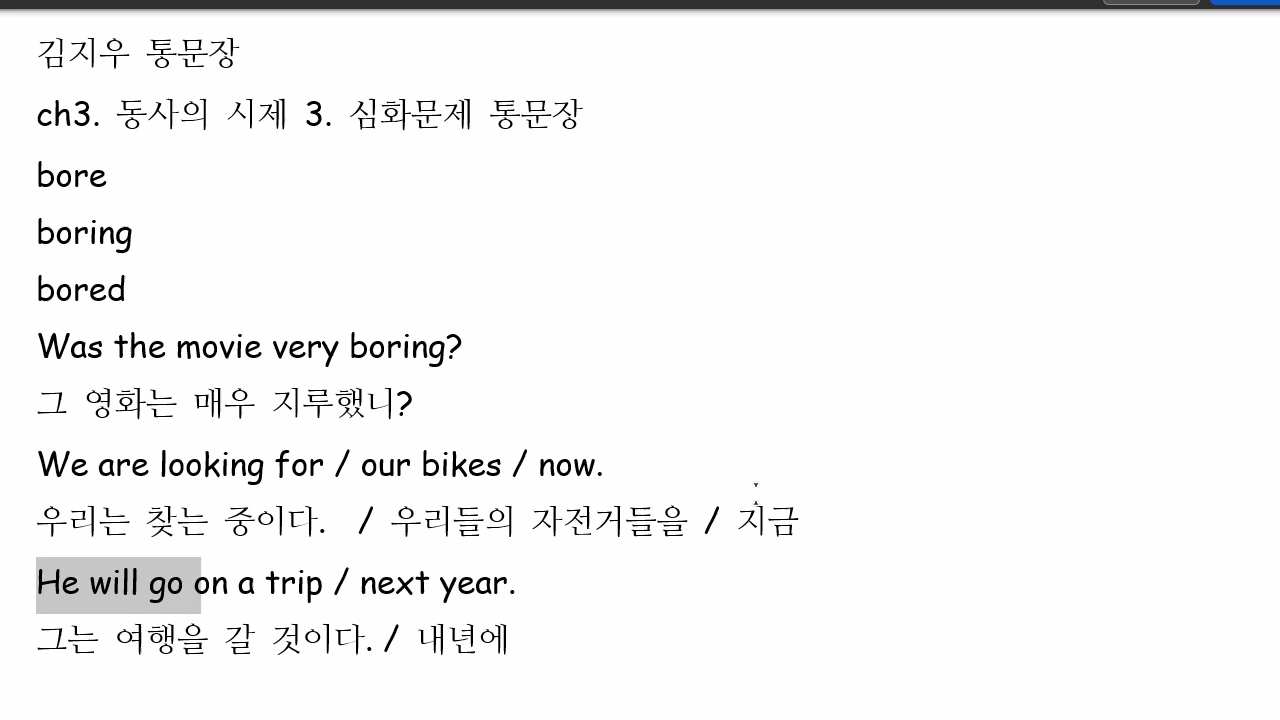 김지우 통문장
ch3. 동사의 시제 3. 심화문제 통문장
bore
boring
bored
Was the movie very boring?
그 영화는 매우 지루했니?
We are looking for / our bikes / now.
우리는 찾는 중이다. / 우리들의 자전거들을 / 지금
He will go on a trip / next year.
그는 여행을 갈 것이다. / 내년에